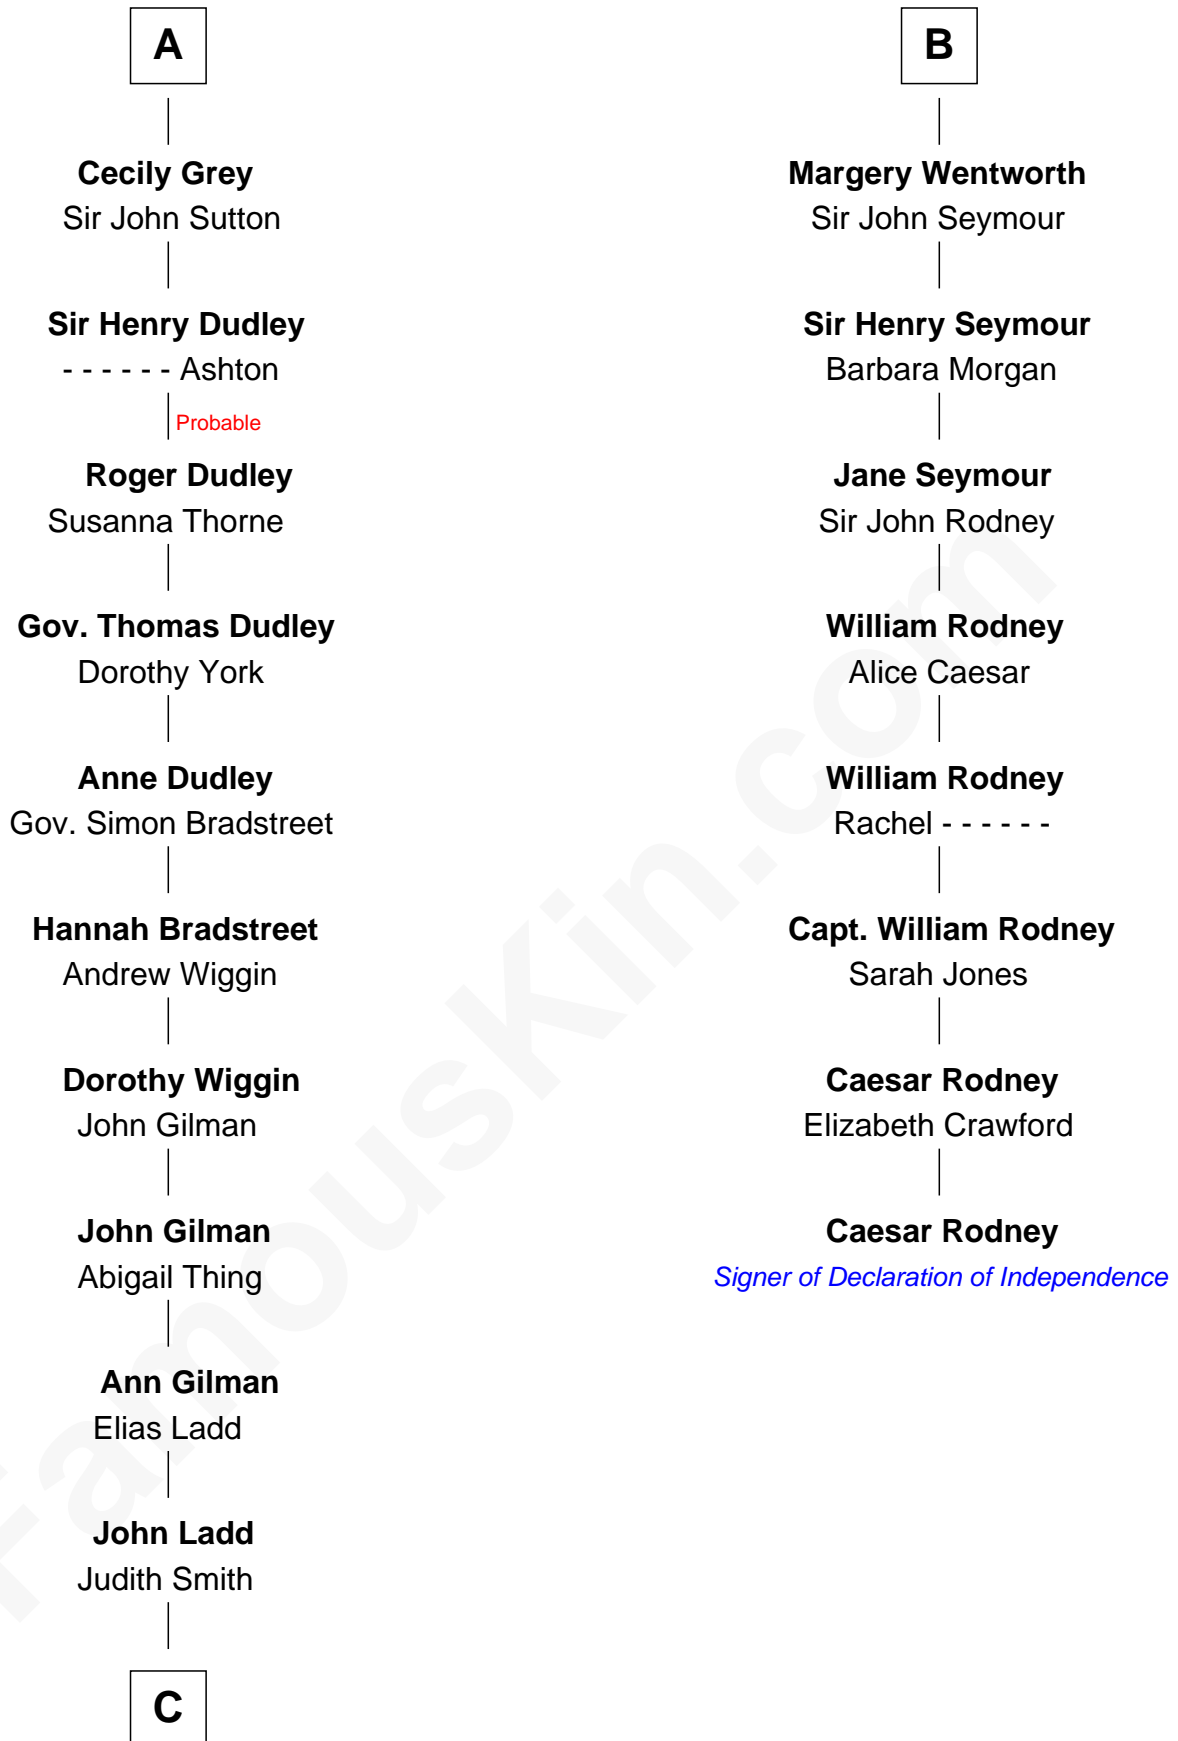 A
Cecily Grey
Sir John Sutton
Sir Henry Dudley
- - - - - - Ashton
Probable
Roger Dudley
Susanna Thorne
Gov. Thomas Dudley
Dorothy York
Anne Dudley
Gov. Simon Bradstreet
Hannah Bradstreet
Andrew Wiggin
Dorothy Wiggin
John Gilman
John Gilman
Abigail Thing
Ann Gilman
Elias Ladd
John Ladd
Judith Smith
C
B
Margery Wentworth
Sir John Seymour
Sir Henry Seymour
Barbara Morgan
Jane Seymour
Sir John Rodney
William Rodney
Alice Caesar
William Rodney
Rachel - - - - - -
Capt. William Rodney
Sarah Jones
Caesar Rodney
Elizabeth Crawford
Caesar Rodney
Signer of Declaration of Independence
FamousKin.com